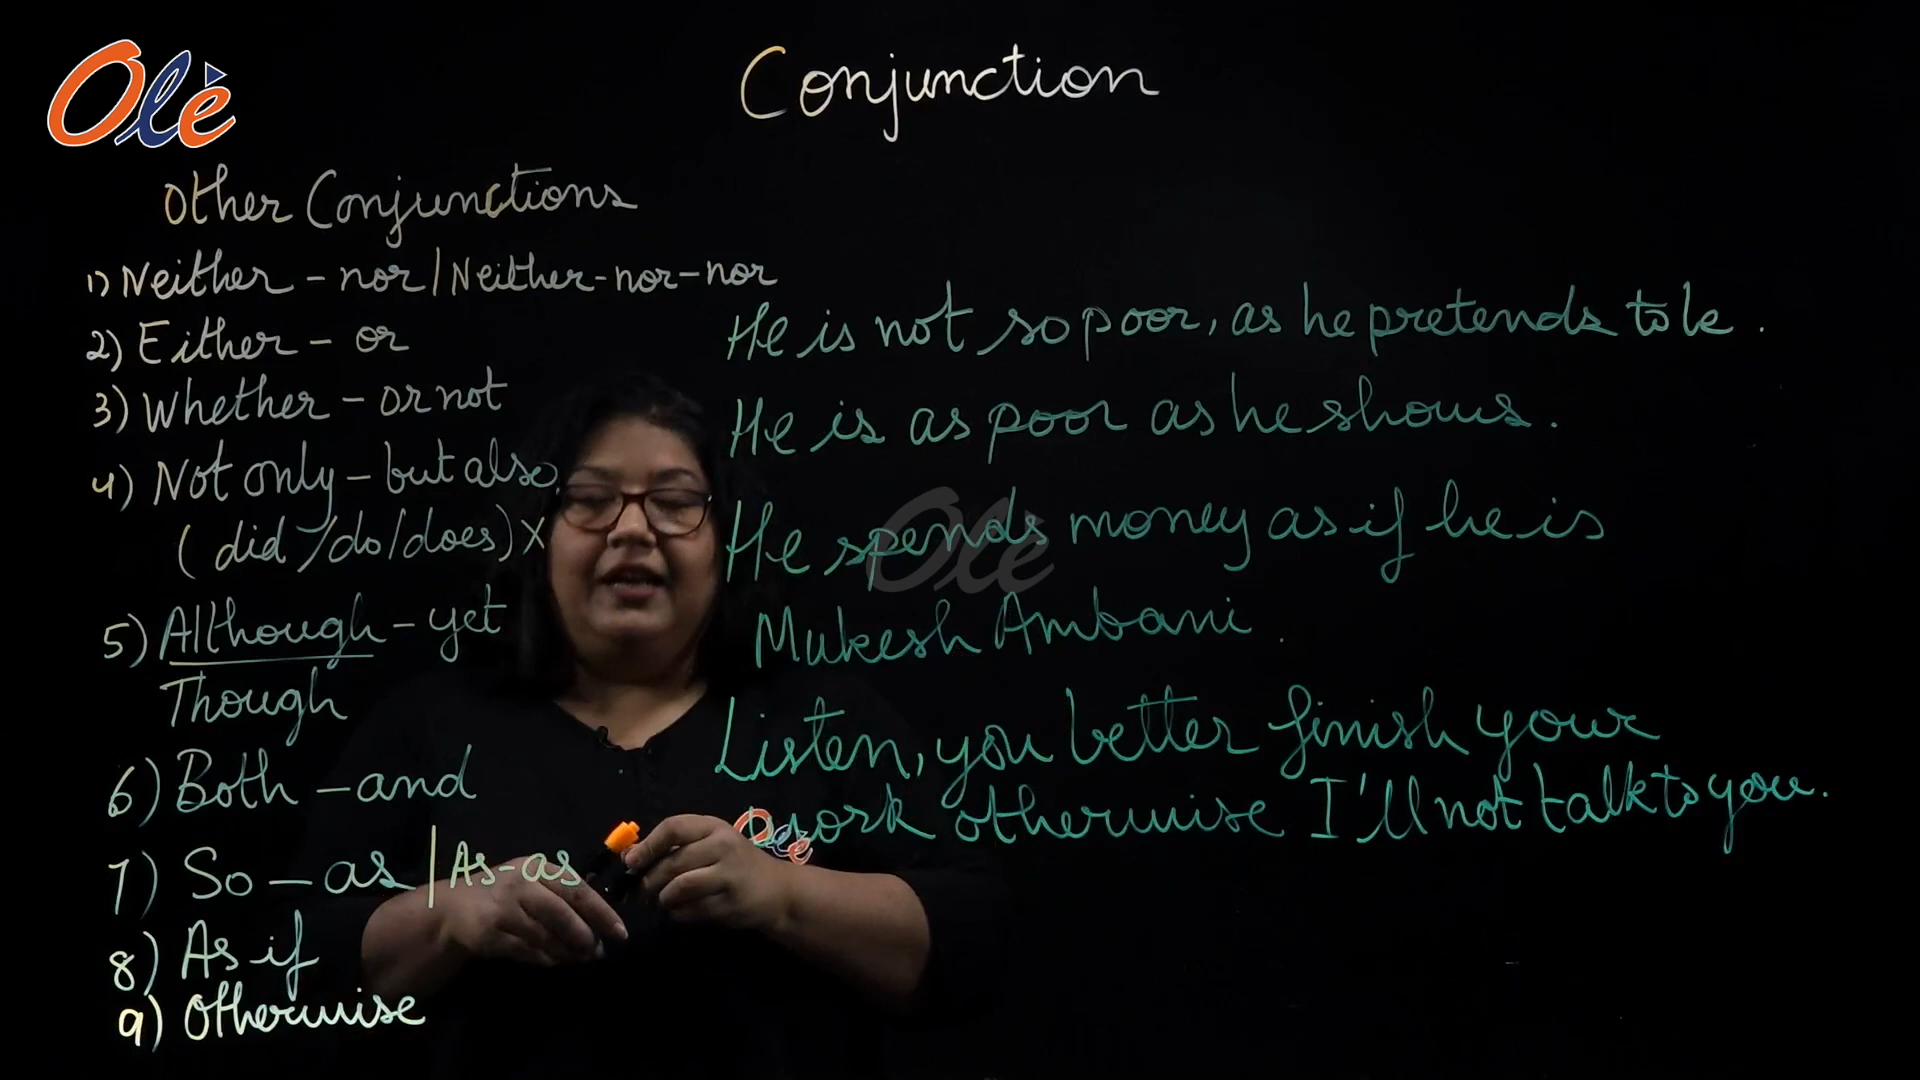 Olè
Conjunction
Other Conjunctions
1) Neither - nor / Neither-nor-nor
2) Either - or
3) Whether - or not
4) Not only - but also
(did/do/does) X
5) Although - yet
Though
6) Both - and
7) So - as | As-as
8) As if
9) Otherwise
He is not so poor, as he pretends to be.
He is as poor as he shows.
He spends money as if he is
Mukesh Ambani.
Listen, you better finish your
work otherwise I'll not talk to you.
Olè
Olè